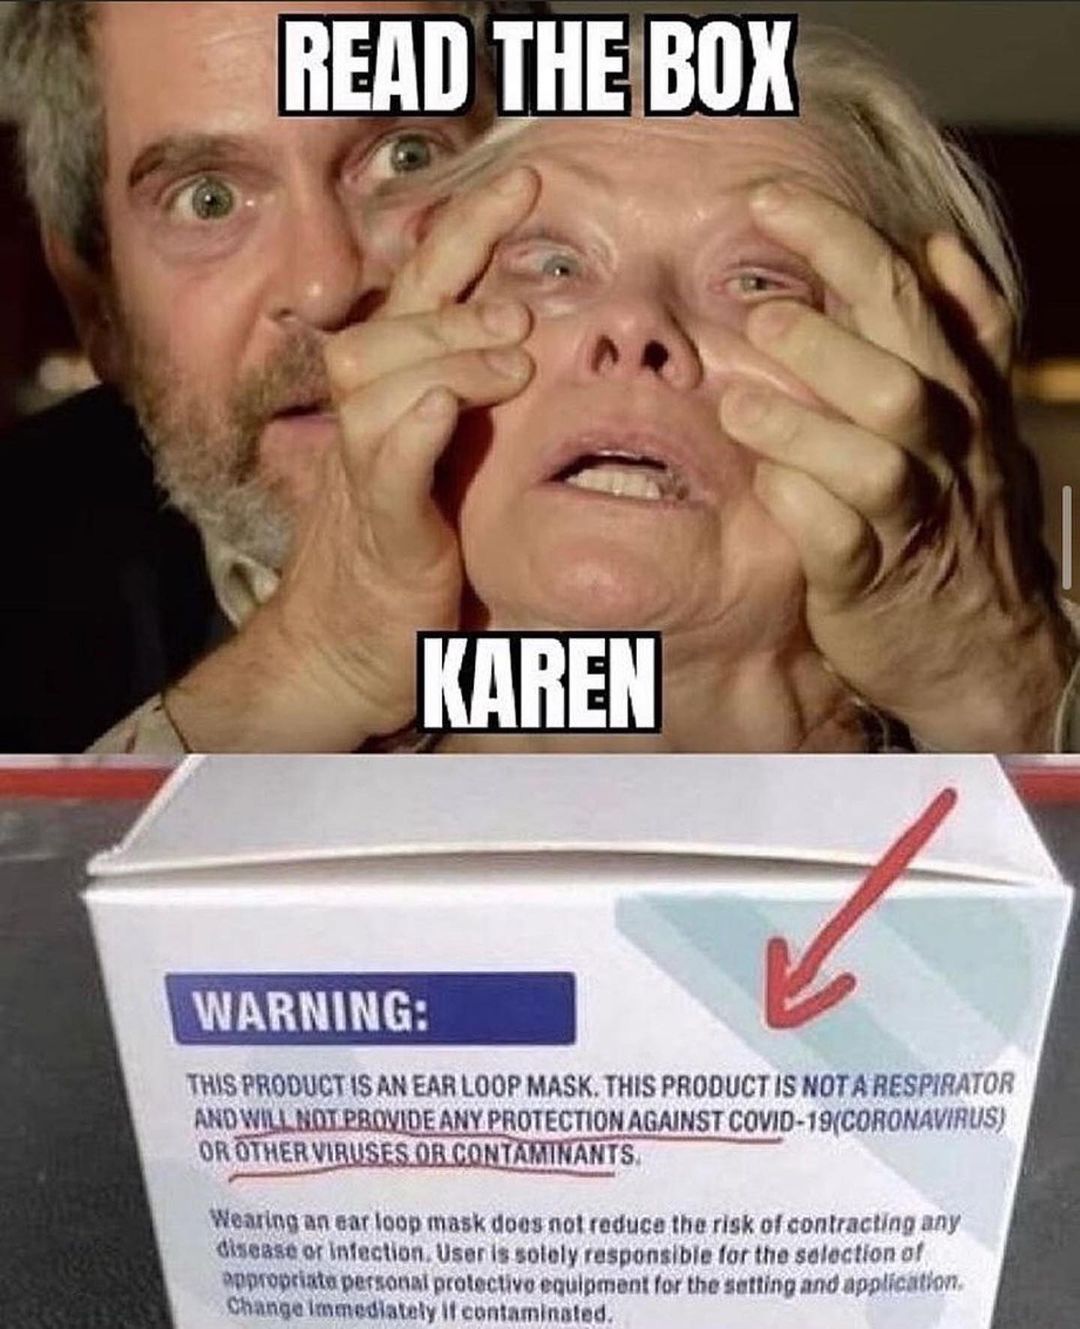 READ THE BOX
KAREN
WARNING:
THIS PRODUCT IS AN EAR LOOP MASK. THIS PRODUCT IS NOT A RESPIRATOR
AND WILL NOT PROVIDE ANY PROTECTION AGAINST COVID-19(CORONAVIRUS)
OR OTHER VIRUSES OR CONTAMINANTS.
Wearing an ear loop mask does not reduce the risk of contracting any
disease or infection. User is solely responsible for the selection of
appropriate personal protective equipment for the setting and application.
Change immediately if contaminated.